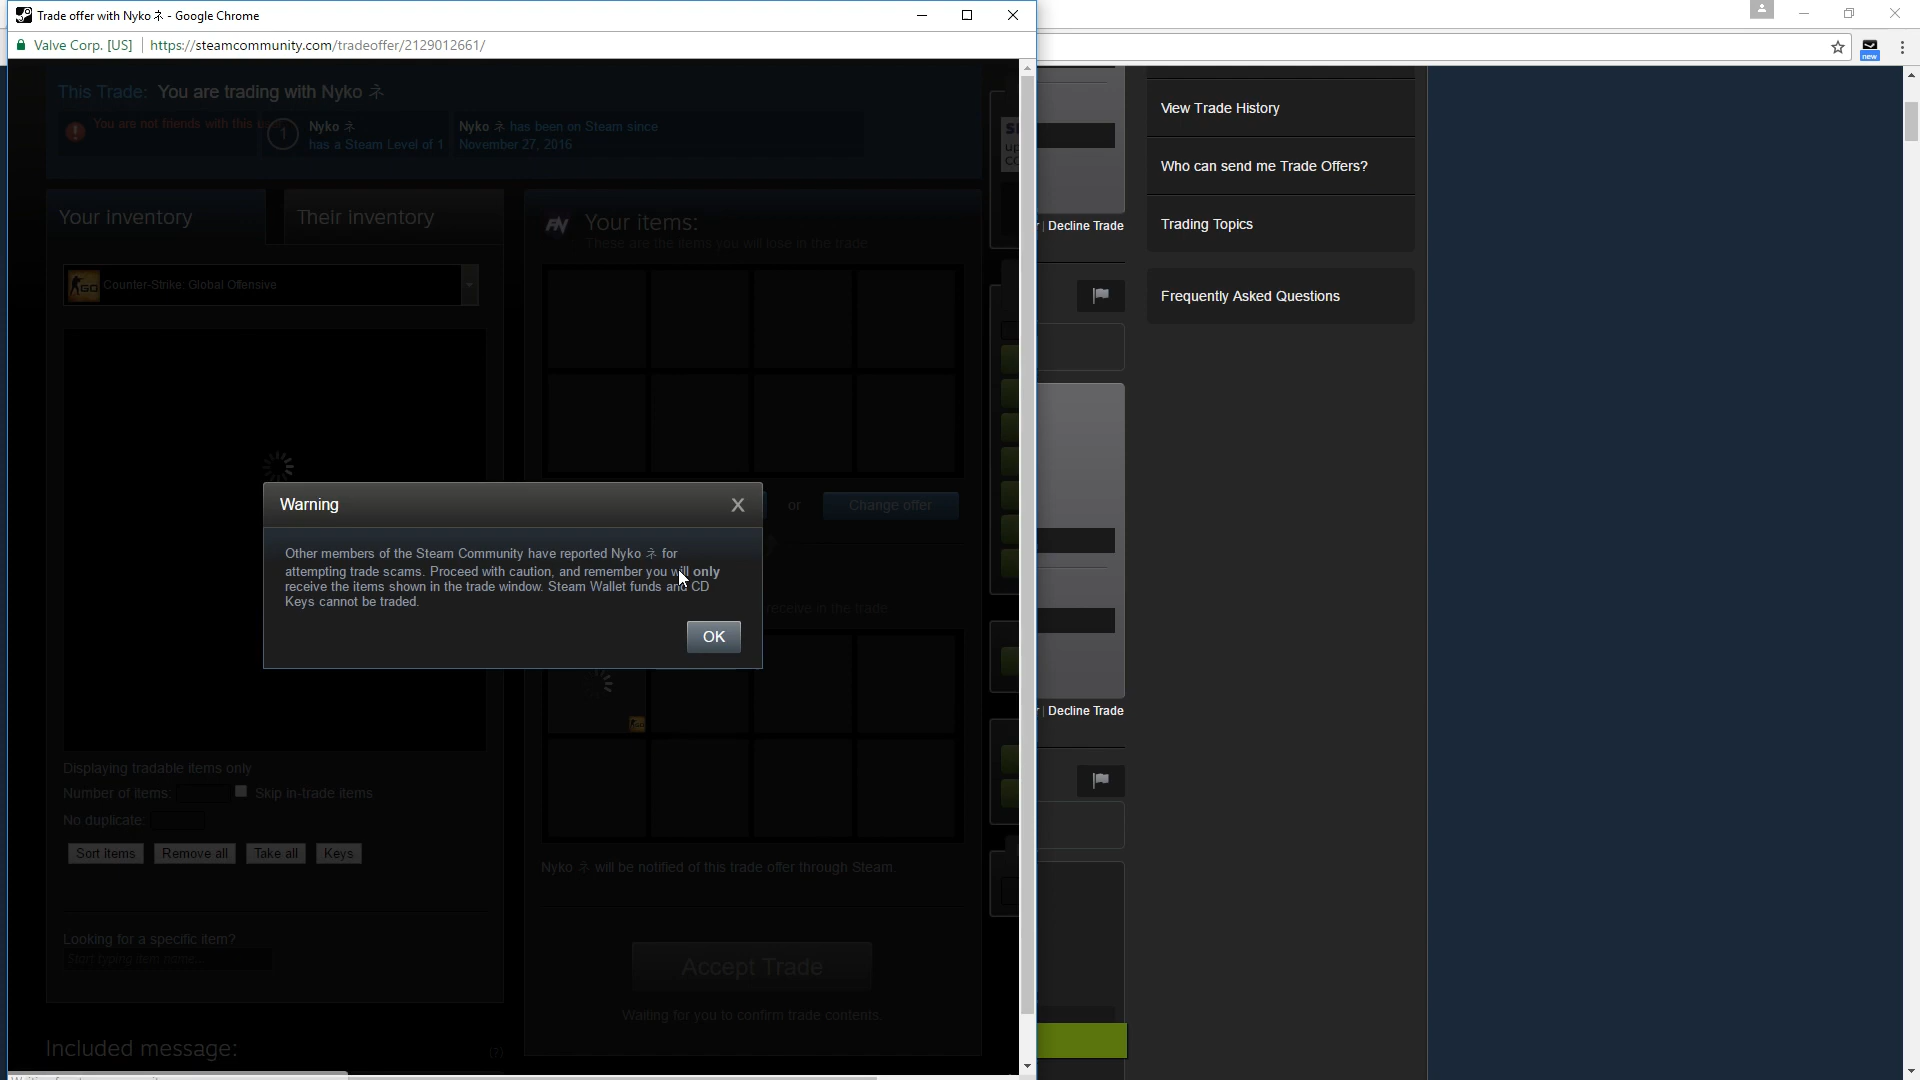 Trade offer with Nyko ネ - Google Chrome
Valve Corp. [US] https://steamcommunity.com/tradeoffer/2129012661/
This Trade: You are trading with Nyko ネ
You are not friends with this
1
Nyko ネ
has a Steam Level of 1
Nyko ネ has been on Steam since
November 27, 2016
Your inventory
Their inventory
Your items:
These are the items you will lose in the trade
Counter-Strike: Global Offensive
or
Change offer
Warning
X
Other members of the Steam Community have reported Nyko ネ for
attempting trade scams. Proceed with caution, and remember you will only
receive the items shown in the trade window. Steam Wallet funds and CD
Keys cannot be traded.
OK
receive in the trade
Displaying tradable items only
Number of items:
Skip in-trade items
No duplicate:
Sort items
Remove all
Take all
Keys
Nyko ネ will be notified of this trade offer through Steam.
Looking for a specific item?
Start typing item name...
Accept Trade
Waiting for you to confirm trade contents.
Included message:
(?)
new
View Trade History
Who can send me Trade Offers?
Trading Topics
Frequently Asked Questions
| Decline Trade
| Decline Trade